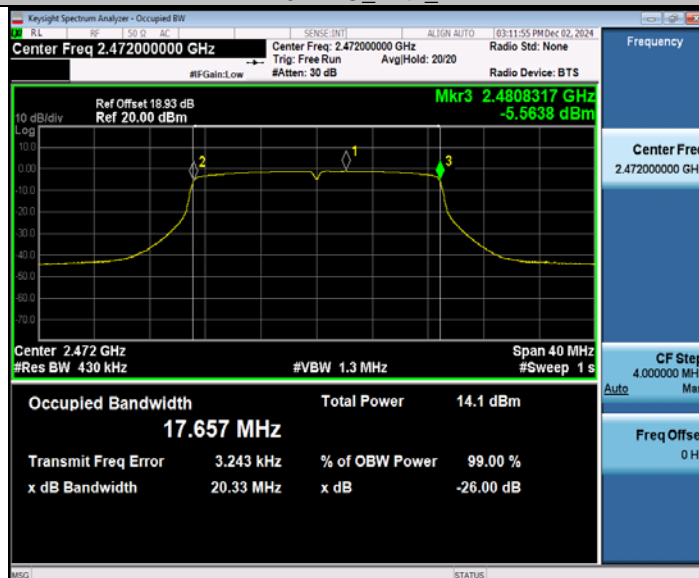 Keysight Spectrum Analyzer - Occupied BW
RL RF 50 Ω AC SENSE:INT ALIGN AUTO 03:11:55 PM Dec 02, 2024
Center Freq 2.472000000 GHz
Center Freq: 2.472000000 GHz Radio Std: None
Trig: Free Run Avg|Hold: 20/20
#IFGain:Low #Atten: 30 dB Radio Device: BTS
Frequency
Mkr3 2.4808317 GHz
-5.5638 dBm
Ref Offset 18.93 dB
10 dB/div Ref 20.00 dBm
Log
10.0
0.00
-10.0
-20.0
-30.0
-40.0
-50.0
-60.0
-70.0
1
2
3
Center 2.472 GHz Span 40 MHz
#Res BW 430 kHz #VBW 1.3 MHz #Sweep 1 s
Occupied Bandwidth Total Power 14.1 dBm
17.657 MHz
Transmit Freq Error 3.243 kHz % of OBW Power 99.00 %
x dB Bandwidth 20.33 MHz x dB -26.00 dB
Center Fre
2.472000000 GH
CF Ste
4.000000 MH
Auto Ma
Freq Offse
0 H
MSG STATUS